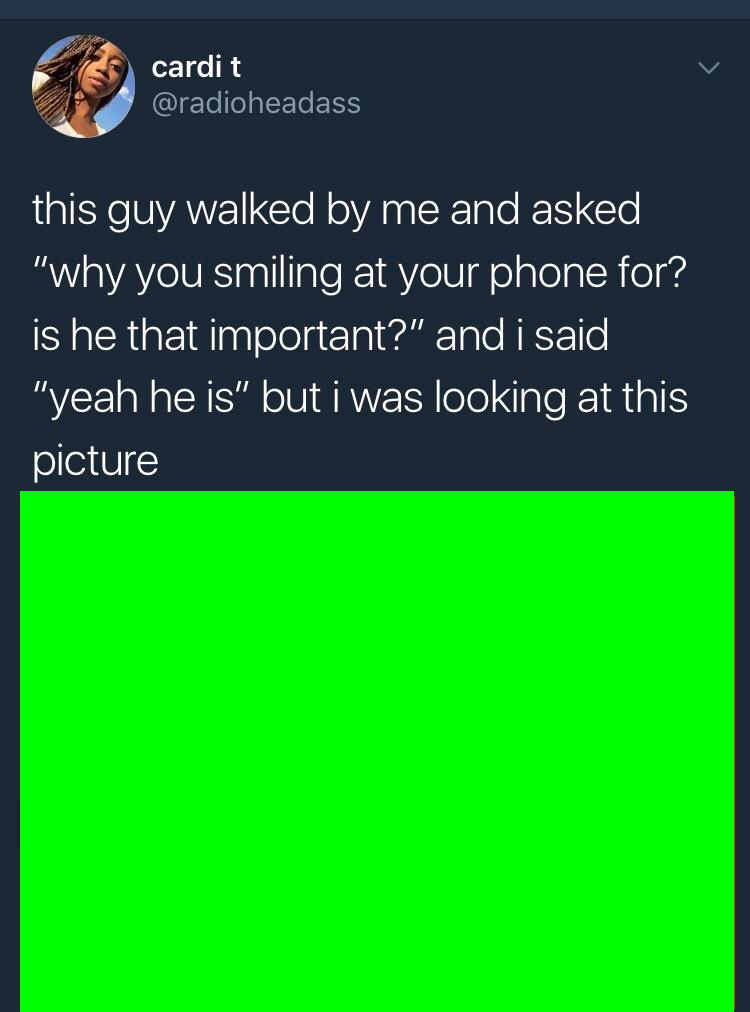 cardi t
@radioheadass
this guy walked by me and asked
"why you smiling at your phone for?
is he that important?" and i said
"yeah he is" but i was looking at this
picture